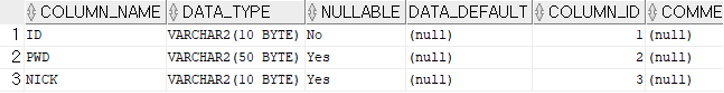 COLUMN_NAME DATA_TYPE NULLABLE DATA_DEFAULT COLUMN_ID COMME
1 ID VARCHAR2(10 BYTE) No (null) 1 (null)
2 PWD VARCHAR2(50 BYTE) Yes (null) 2 (null)
3 NICK VARCHAR2(10 BYTE) Yes (null) 3 (null)